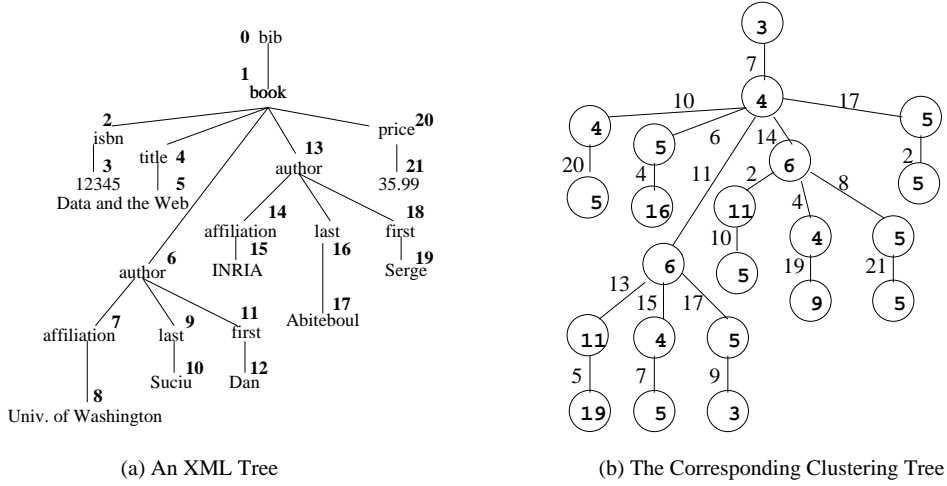 0 bib
1
book
2
isbn
3
12345
title 4
5
Data and the Web
13
author
price 20
21
35.99
14
affiliation
15
INRIA
last
16
17
Abiteboul
18
first
19
Serge
6
author
7
affiliation
8
Univ. of Washington
9
last
10
Suciu
11
first
12
Dan
(a) An XML Tree
3
7
4
10
6
11
14
17
4
20
5
5
4
16
6
2
4
8
11
10
5
4
19
9
5
21
5
5
2
5
6
13
15
17
11
5
19
4
7
5
5
9
3
(b) The Corresponding Clustering Tree